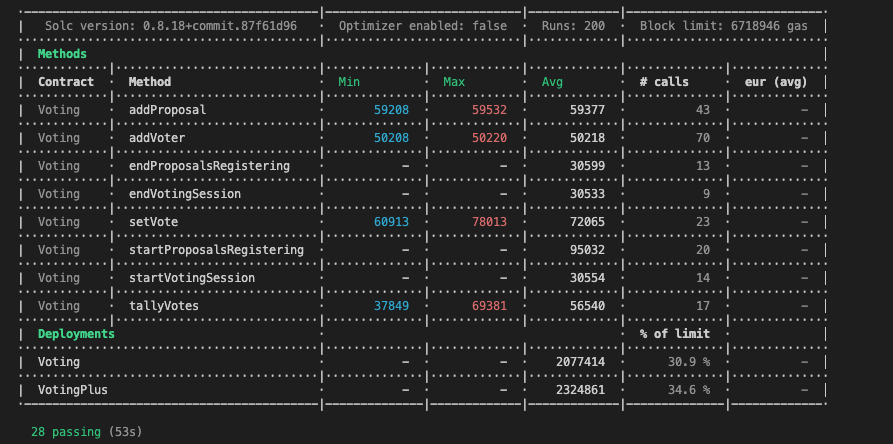 Solc version: 0.8.18+commit.87f61d96 Optimizer enabled: false Runs: 200 Block limit: 6718946 gas
Methods
Contract Method Min Max Avg # calls eur (avg)
Voting addProposal 59208 59532 59377 43 –
Voting addVoter 50208 50220 50218 70 –
Voting endProposalsRegistering – – 30599 13 –
Voting endVotingSession – – 30533 9 –
Voting setVote 60913 78013 72065 23 –
Voting startProposalsRegistering – – 95032 20 –
Voting startVotingSession – – 30554 14 –
Voting tallyVotes 37849 69381 56540 17 –
Deployments % of limit
Voting – – 2077414 30.9 % –
VotingPlus – – 2324861 34.6 % –
28 passing (53s)